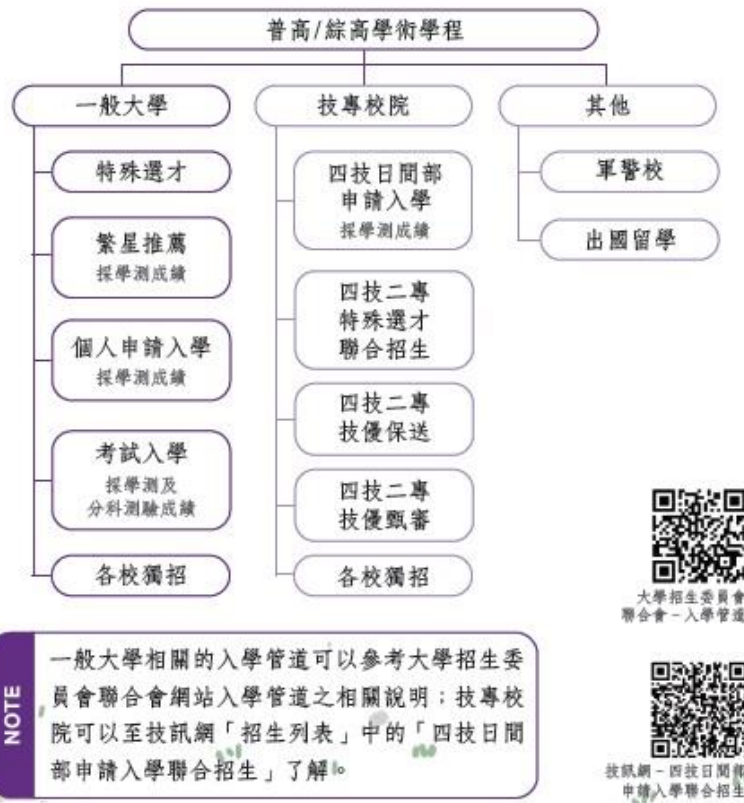 普高/綜高學術學程
一般大學
特殊選才
繁星推薦
採學測成績
個人申請入學
採學測成績
考試入學
採學測及
分科測驗成績
各校獨招
技專校院
四技日間部
申請入學
採學測成績
四技二專
特殊選才
聯合招生
四技二專
技優保送
四技二專
技優甄審
各校獨招
其他
軍警校
出國留學
大學招生委員會
聯合會－入學管道
NOTE
一般大學相關的入學管道可以參考大學招生委
員會聯合會網站入學管道之相關說明；技專校
院可以至技訊網「招生列表」中的「四技日間
部申請入學聯合招生」了解。
技訊網－四技日間部
申請入學聯合招生